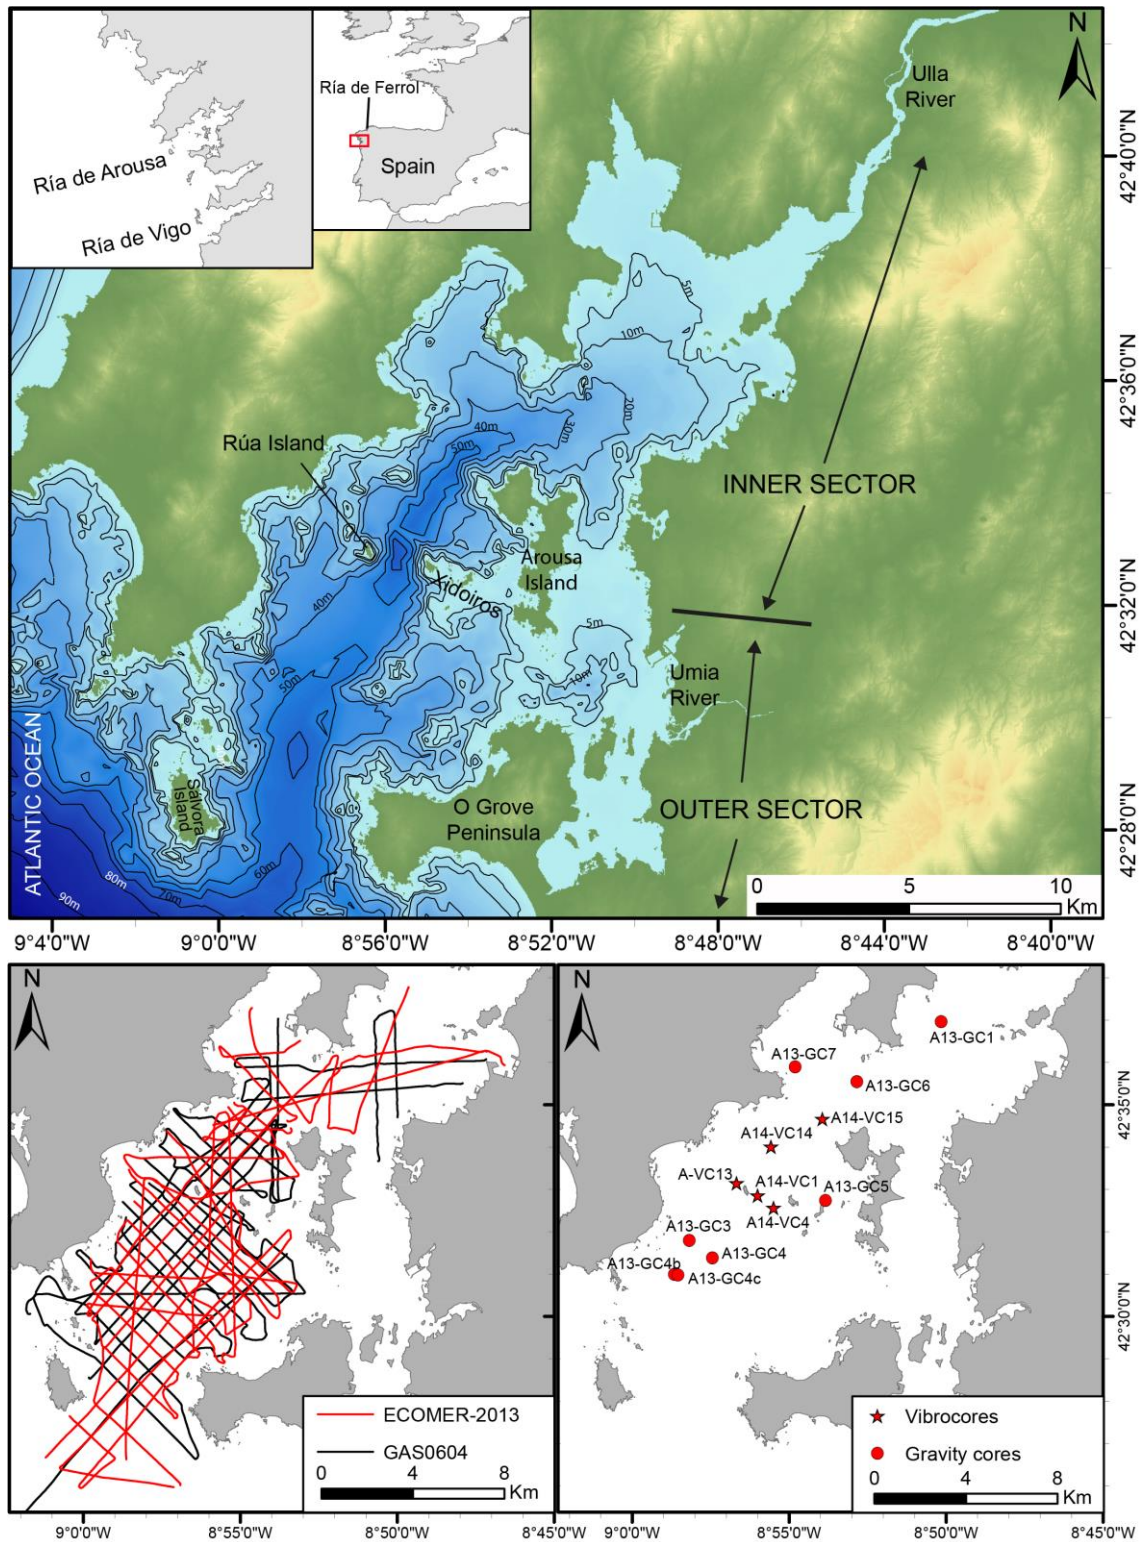 Ría de Arousa
Ría de Vigo
Ría de Ferrol
Spain
N
Ulla
River
42°40'0"N
42°36'0"N
42°32'0"N
42°28'0"N
5m
10m
20m
30m
40m
50m
Rúa Island
INNER SECTOR
Arousa
Island
Xidoiros
40m
5m
10m
50m
Umia
River
ATLANTIC OCEAN
Salvora
Island
O Grove
Peninsula
OUTER SECTOR
60m
70m
80m
90m
0 5 10
Km
9°4'0"W 9°0'0"W 8°56'0"W 8°52'0"W 8°48'0"W 8°44'0"W 8°40'0"W
N
ECOMER-2013
GAS0604
0 4 8
Km
9°0'0"W 8°55'0"W 8°50'0"W 8°45'0"W
N
A13-GC1
A13-GC7
A13-GC6
A14-VC15
A14-VC14
A-VC13
A14-VC1
A13-GC5
A14-VC4
A13-GC3
A13-GC4
A13-GC4b
A13-GC4c
42°35'0"N
42°30'0"N
Vibrocores
Gravity cores
0 4 8
Km
9°0'0"W 8°55'0"W 8°50'0"W 8°45'0"W